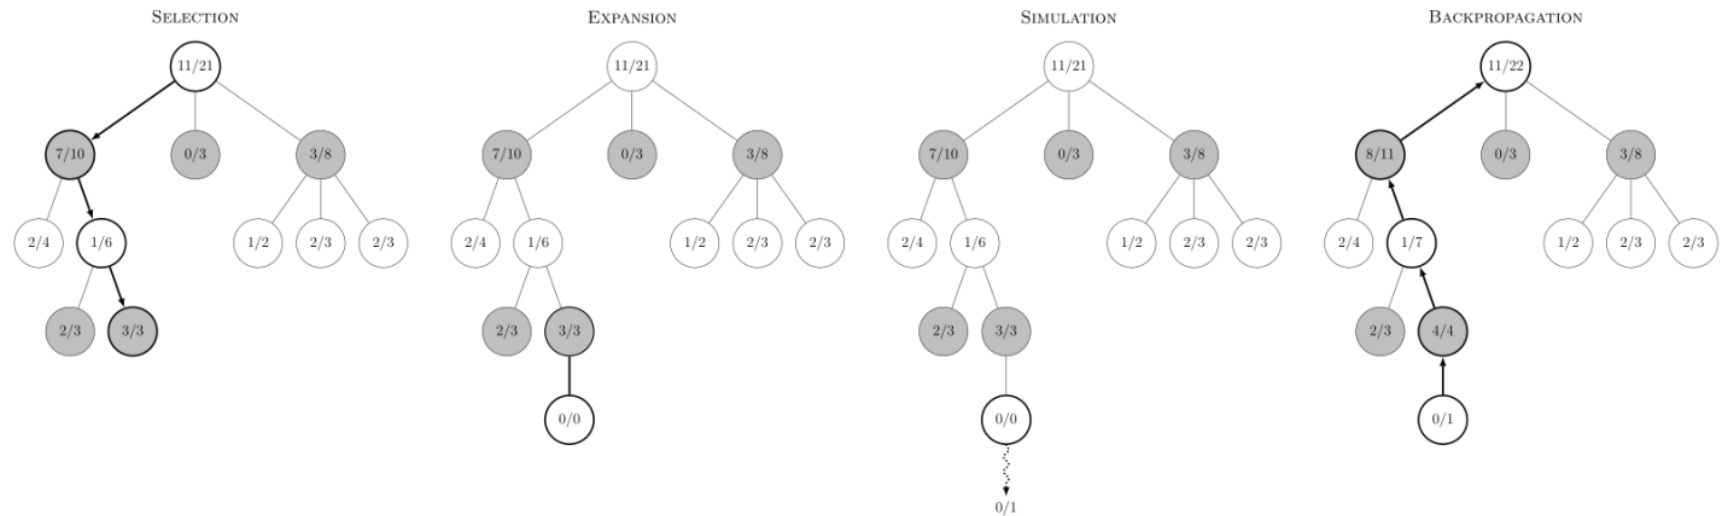 SELECTION EXPANSION SIMULATION BACKPROPAGATION
11/21 11/21 11/21 11/22
7/10 0/3 3/8 7/10 0/3 3/8 7/10 0/3 3/8 8/11 0/3 3/8
2/4 1/6 1/2 2/3 2/3 2/4 1/6 1/2 2/3 2/3 2/4 1/6 1/2 2/3 2/3 2/4 1/7 1/2 2/3 2/3
2/3 3/3 2/3 3/3 2/3 3/3 2/3 4/4
0/0 0/0 0/1
0/1